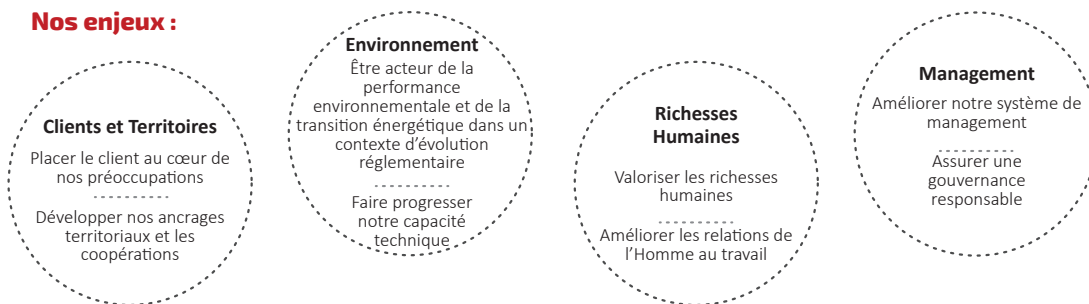 Nos enjeux :
Clients et Territoires
Placer le client au cœur de
nos préoccupations
Développer nos ancrages
territoriaux et les
coopérations
Environnement
Être acteur de la
performance
environnementale et de la
transition énergétique dans un
contexte d’évolution
réglementaire
Faire progresser
notre capacité
technique
Richesses
Humaines
Valoriser les richesses
humaines
Améliorer les relations de
l’Homme au travail
Management
Améliorer notre système de
management
Assurer une
gouvernance
responsable